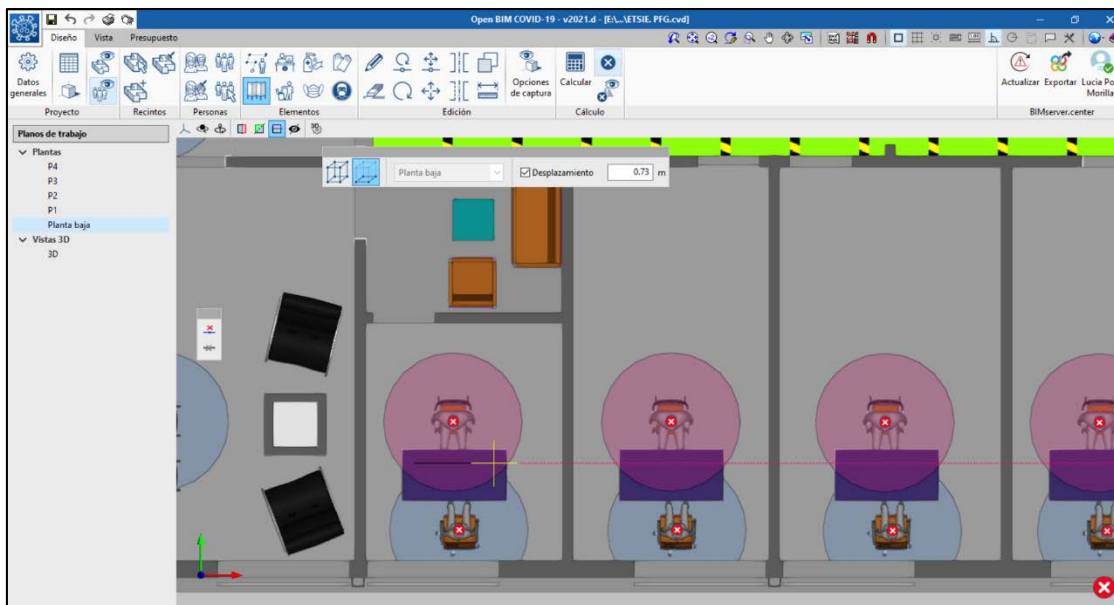 Open BIM COVID-19 - v2021.d - [E:\...\ETSIE. PFG.cvd]
Diseño Vista Presupuesto
Datos generales
Opciones de captura
Calcular
Actualizar Exportar Lucia Po
Morilla
Proyecto Recintos Personas Elementos Edición Cálculo BIMserver.center
Planos de trabajo
Plantas
P4
P3
P2
P1
Planta baja
Vistas 3D
3D
Planta baja Desplazamiento 0.73 m